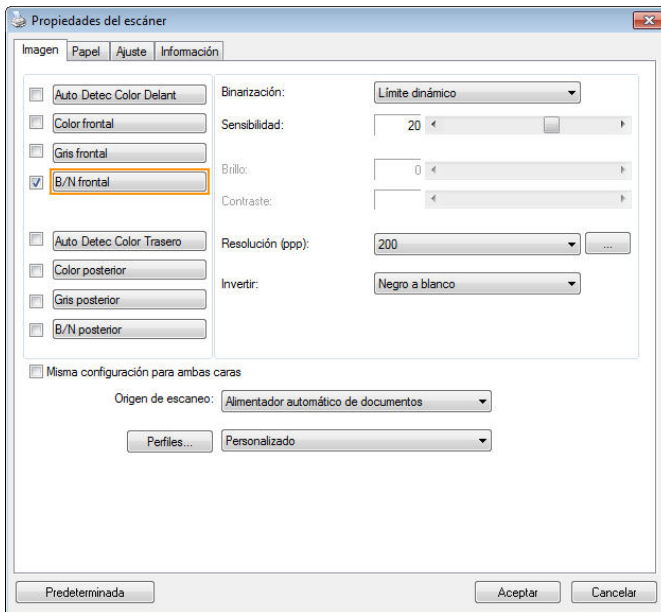 Propiedades del escáner
Imagen Papel Ajuste Información
Auto Detec Color Delant
Color frontal
Gris frontal
B/N frontal
Auto Detec Color Trasero
Color posterior
Gris posterior
B/N posterior
Binarización: Límite dinámico
Sensibilidad: 20
Brillo: 0
Contraste:
Resolución (ppp): 200 ...
Invertir: Negro a blanco
Misma configuración para ambas caras
Origen de escaneo: Alimentador automático de documentos
Perfiles... Personalizado
Predeterminada Aceptar Cancelar